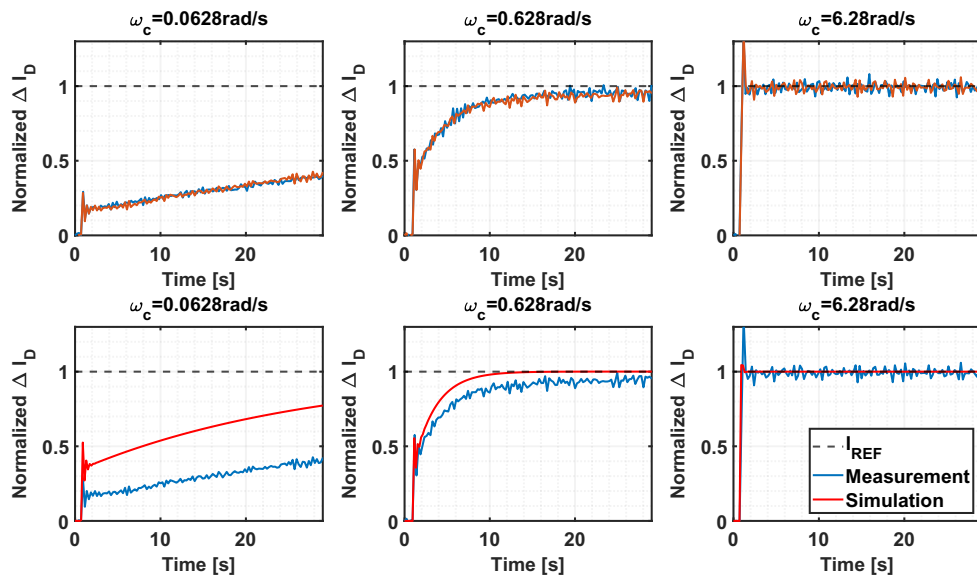 ω_c=0.0628rad/s
Normalized Δ I_D
1
0.5
0
0 10 20
Time [s]
ω_c=0.628rad/s
Normalized Δ I_D
1
0.5
0
0 10 20
Time [s]
ω_c=6.28rad/s
Normalized Δ I_D
1
0.5
0
0 10 20
Time [s]
ω_c=0.0628rad/s
Normalized Δ I_D
1
0.5
0
0 10 20
Time [s]
ω_c=0.628rad/s
Normalized Δ I_D
1
0.5
0
0 10 20
Time [s]
ω_c=6.28rad/s
Normalized Δ I_D
1
0.5
0
0 10 20
Time [s]
I_REF
Measurement
Simulation